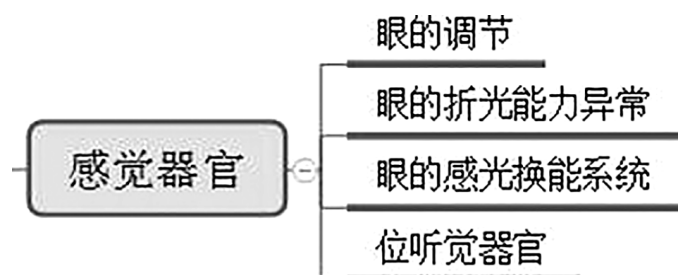 眼的调节
眼的折光能力异常
感觉器官
眼的感光换能系统
位听觉器官